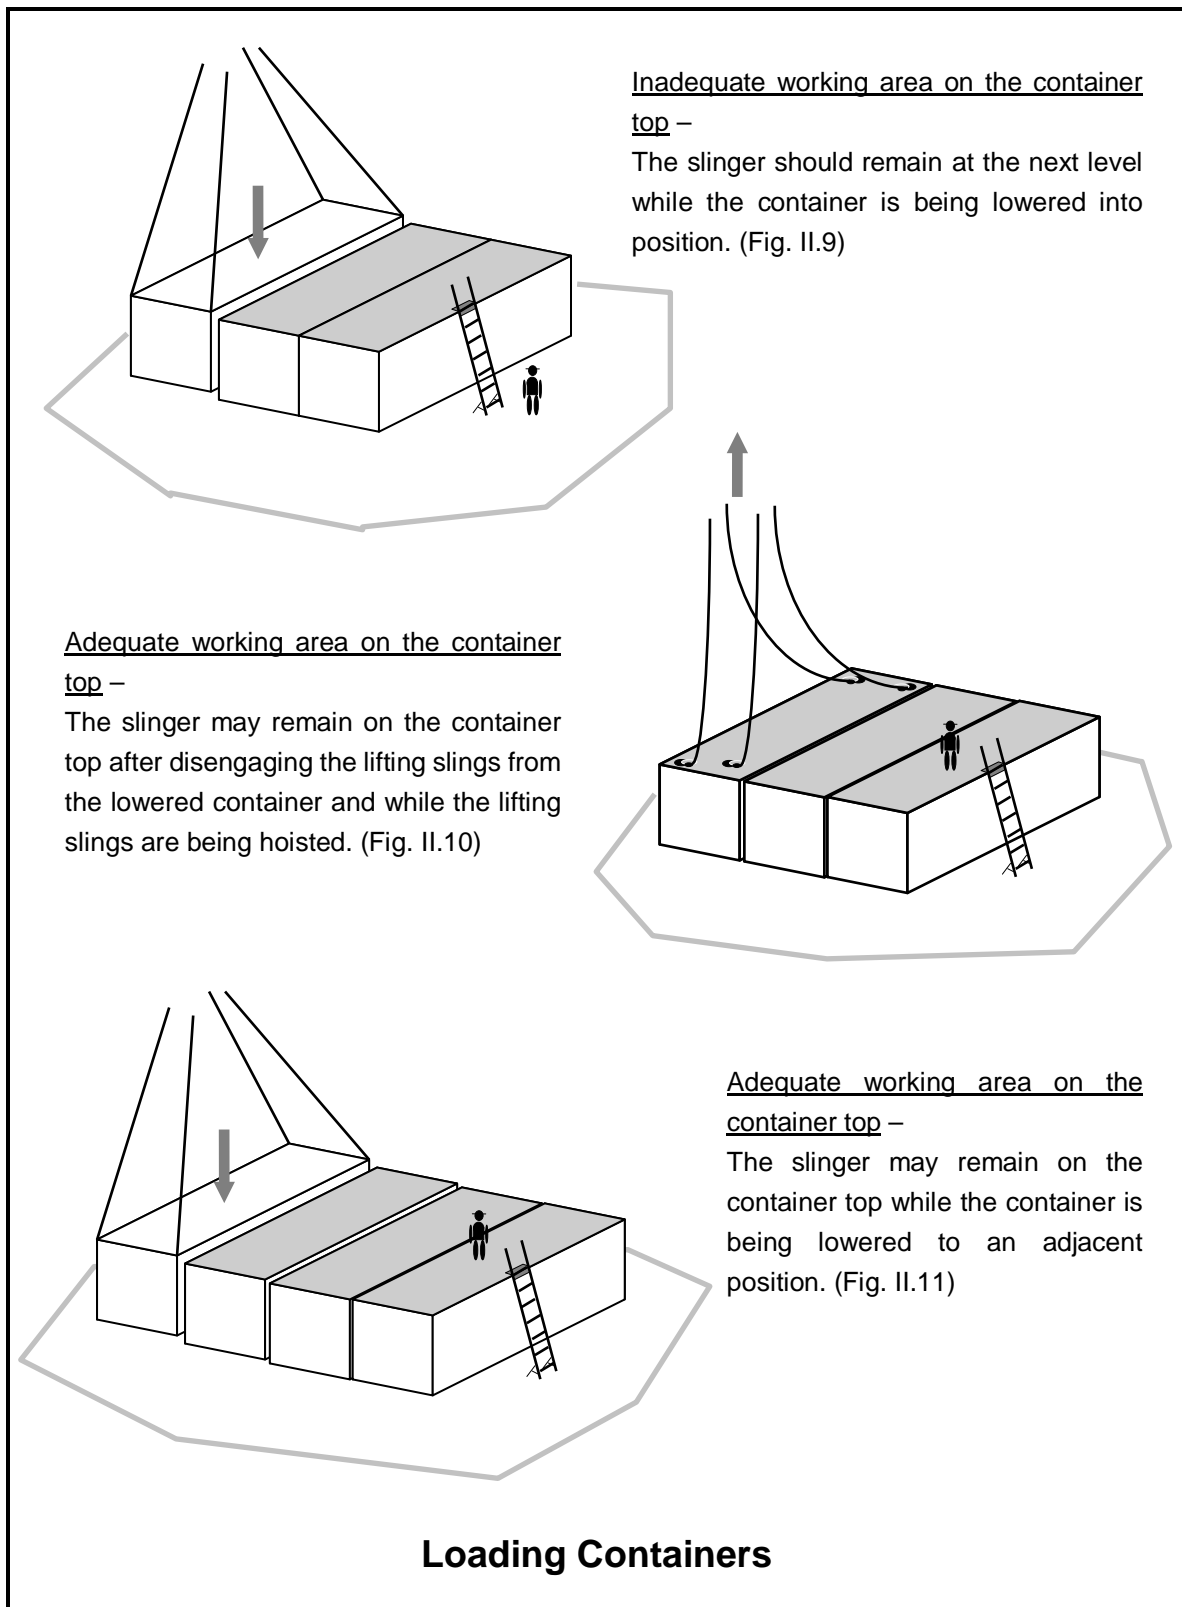 Inadequate working area on the container
top –
The slinger should remain at the next level
while the container is being lowered into
position. (Fig. II.9)
Adequate working area on the container
top –
The slinger may remain on the container
top after disengaging the lifting slings from
the lowered container and while the lifting
slings are being hoisted. (Fig. II.10)
Adequate working area on the
container top –
The slinger may remain on the
container top while the container is
being lowered to an adjacent
position. (Fig. II.11)
Loading Containers